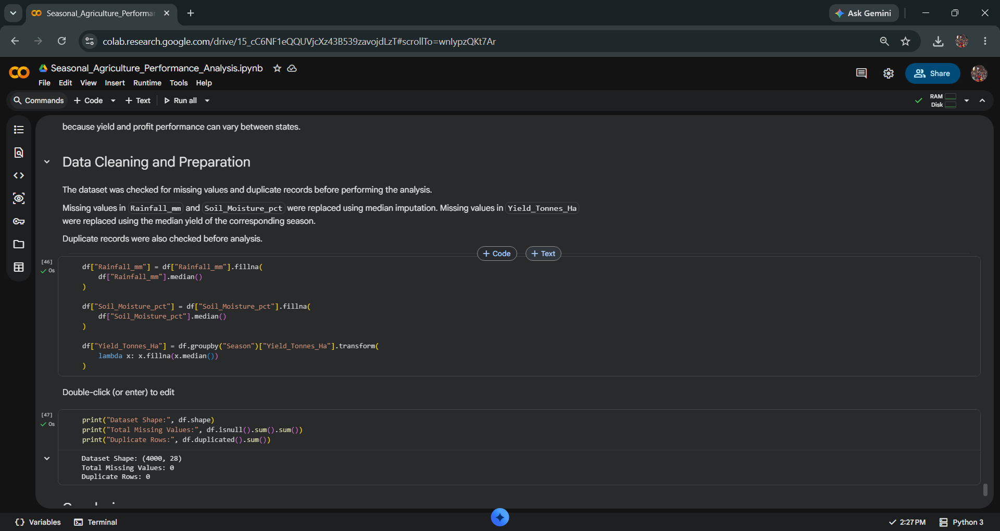 Seasonal_Agriculture_Performa
Ask Gemini
colab.research.google.com/drive/15_cC6NF1eQQUVjcXz43B539zavojdLzT#scrollTo=wnlypzQKt7Ar
Seasonal_Agriculture_Performance_Analysis.ipynb
File Edit View Insert Runtime Tools Help
Share
Commands + Code + Text Run all
RAM
Disk
because yield and profit performance can vary between states.
Data Cleaning and Preparation
The dataset was checked for missing values and duplicate records before performing the analysis.
Missing values in Rainfall_mm and Soil_Moisture_pct were replaced using median imputation. Missing values in Yield_Tonnes_Ha
were replaced using the median yield of the corresponding season.
Duplicate records were also checked before analysis.
+ Code + Text
[46]
0s
df["Rainfall_mm"] = df["Rainfall_mm"].fillna(
df["Rainfall_mm"].median()
)
df["Soil_Moisture_pct"] = df["Soil_Moisture_pct"].fillna(
df["Soil_Moisture_pct"].median()
)
df["Yield_Tonnes_Ha"] = df.groupby("Season")["Yield_Tonnes_Ha"].transform(
lambda x: x.fillna(x.median())
)
Double-click (or enter) to edit
[47]
0s
print("Dataset Shape:", df.shape)
print("Total Missing Values:", df.isnull().sum().sum())
print("Duplicate Rows:", df.duplicated().sum())
Dataset Shape: (4000, 28)
Total Missing Values: 0
Duplicate Rows: 0
{} Variables Terminal
2:27 PM Python 3